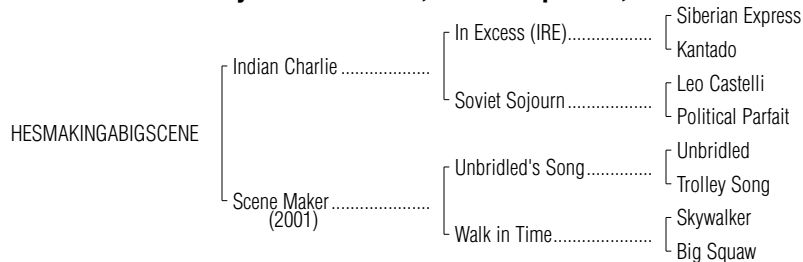 Siberian Express
In Excess (IRE)..................
Kantado
Indian Charlie ...................
Leo Castelli
Soviet Sojourn..................
Political Parfait
HESMAKINGABIGSCENE
Unbridled
Unbridled's Song..............
Trolley Song
Scene Maker.....................
(2001)
Skywalker
Walk in Time.....................
Big Squaw